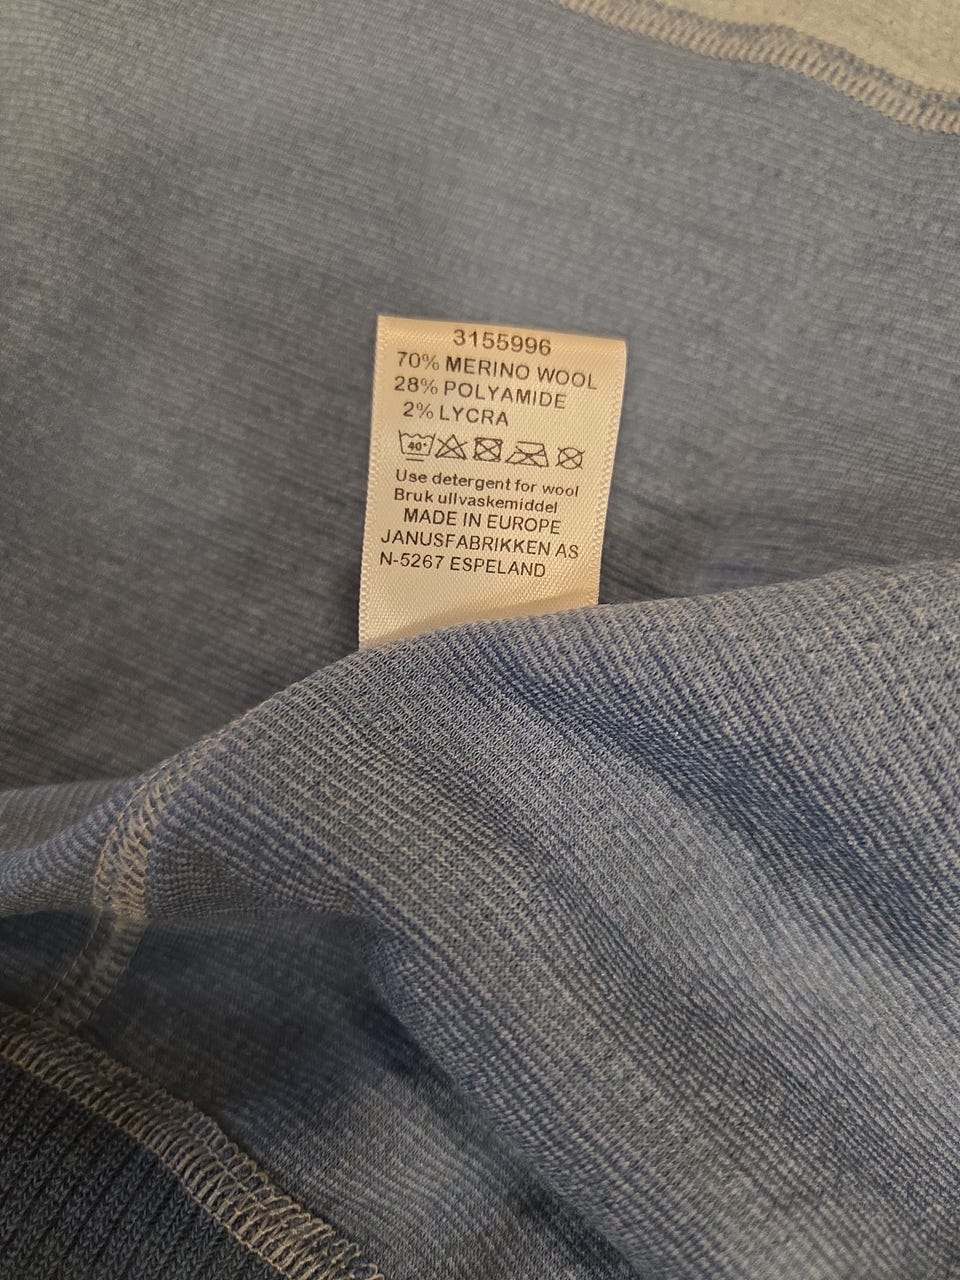 3155996
70% MERINO WOOL
28% POLYAMIDE
2% LYCRA
40°
Use detergent for wool
Bruk ullvaskemiddel
MADE IN EUROPE
JANUSFABRIKKEN AS
N-5267 ESPELAND